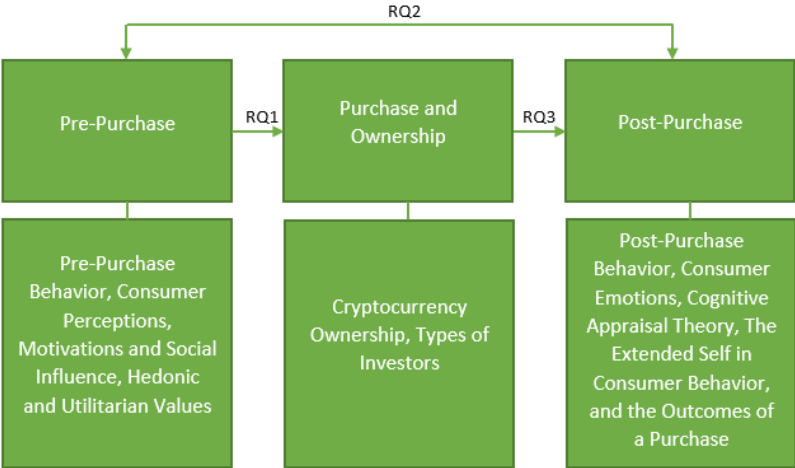 RQ2
Pre-Purchase
RQ1
Purchase and
Ownership
RQ3
Post-Purchase
Pre-Purchase
Behavior, Consumer
Perceptions,
Motivations and Social
Influence, Hedonic
and Utilitarian Values
Cryptocurrency
Ownership, Types of
Investors
Post-Purchase
Behavior, Consumer
Emotions, Cognitive
Appraisal Theory, The
Extended Self in
Consumer Behavior,
and the Outcomes of
a Purchase